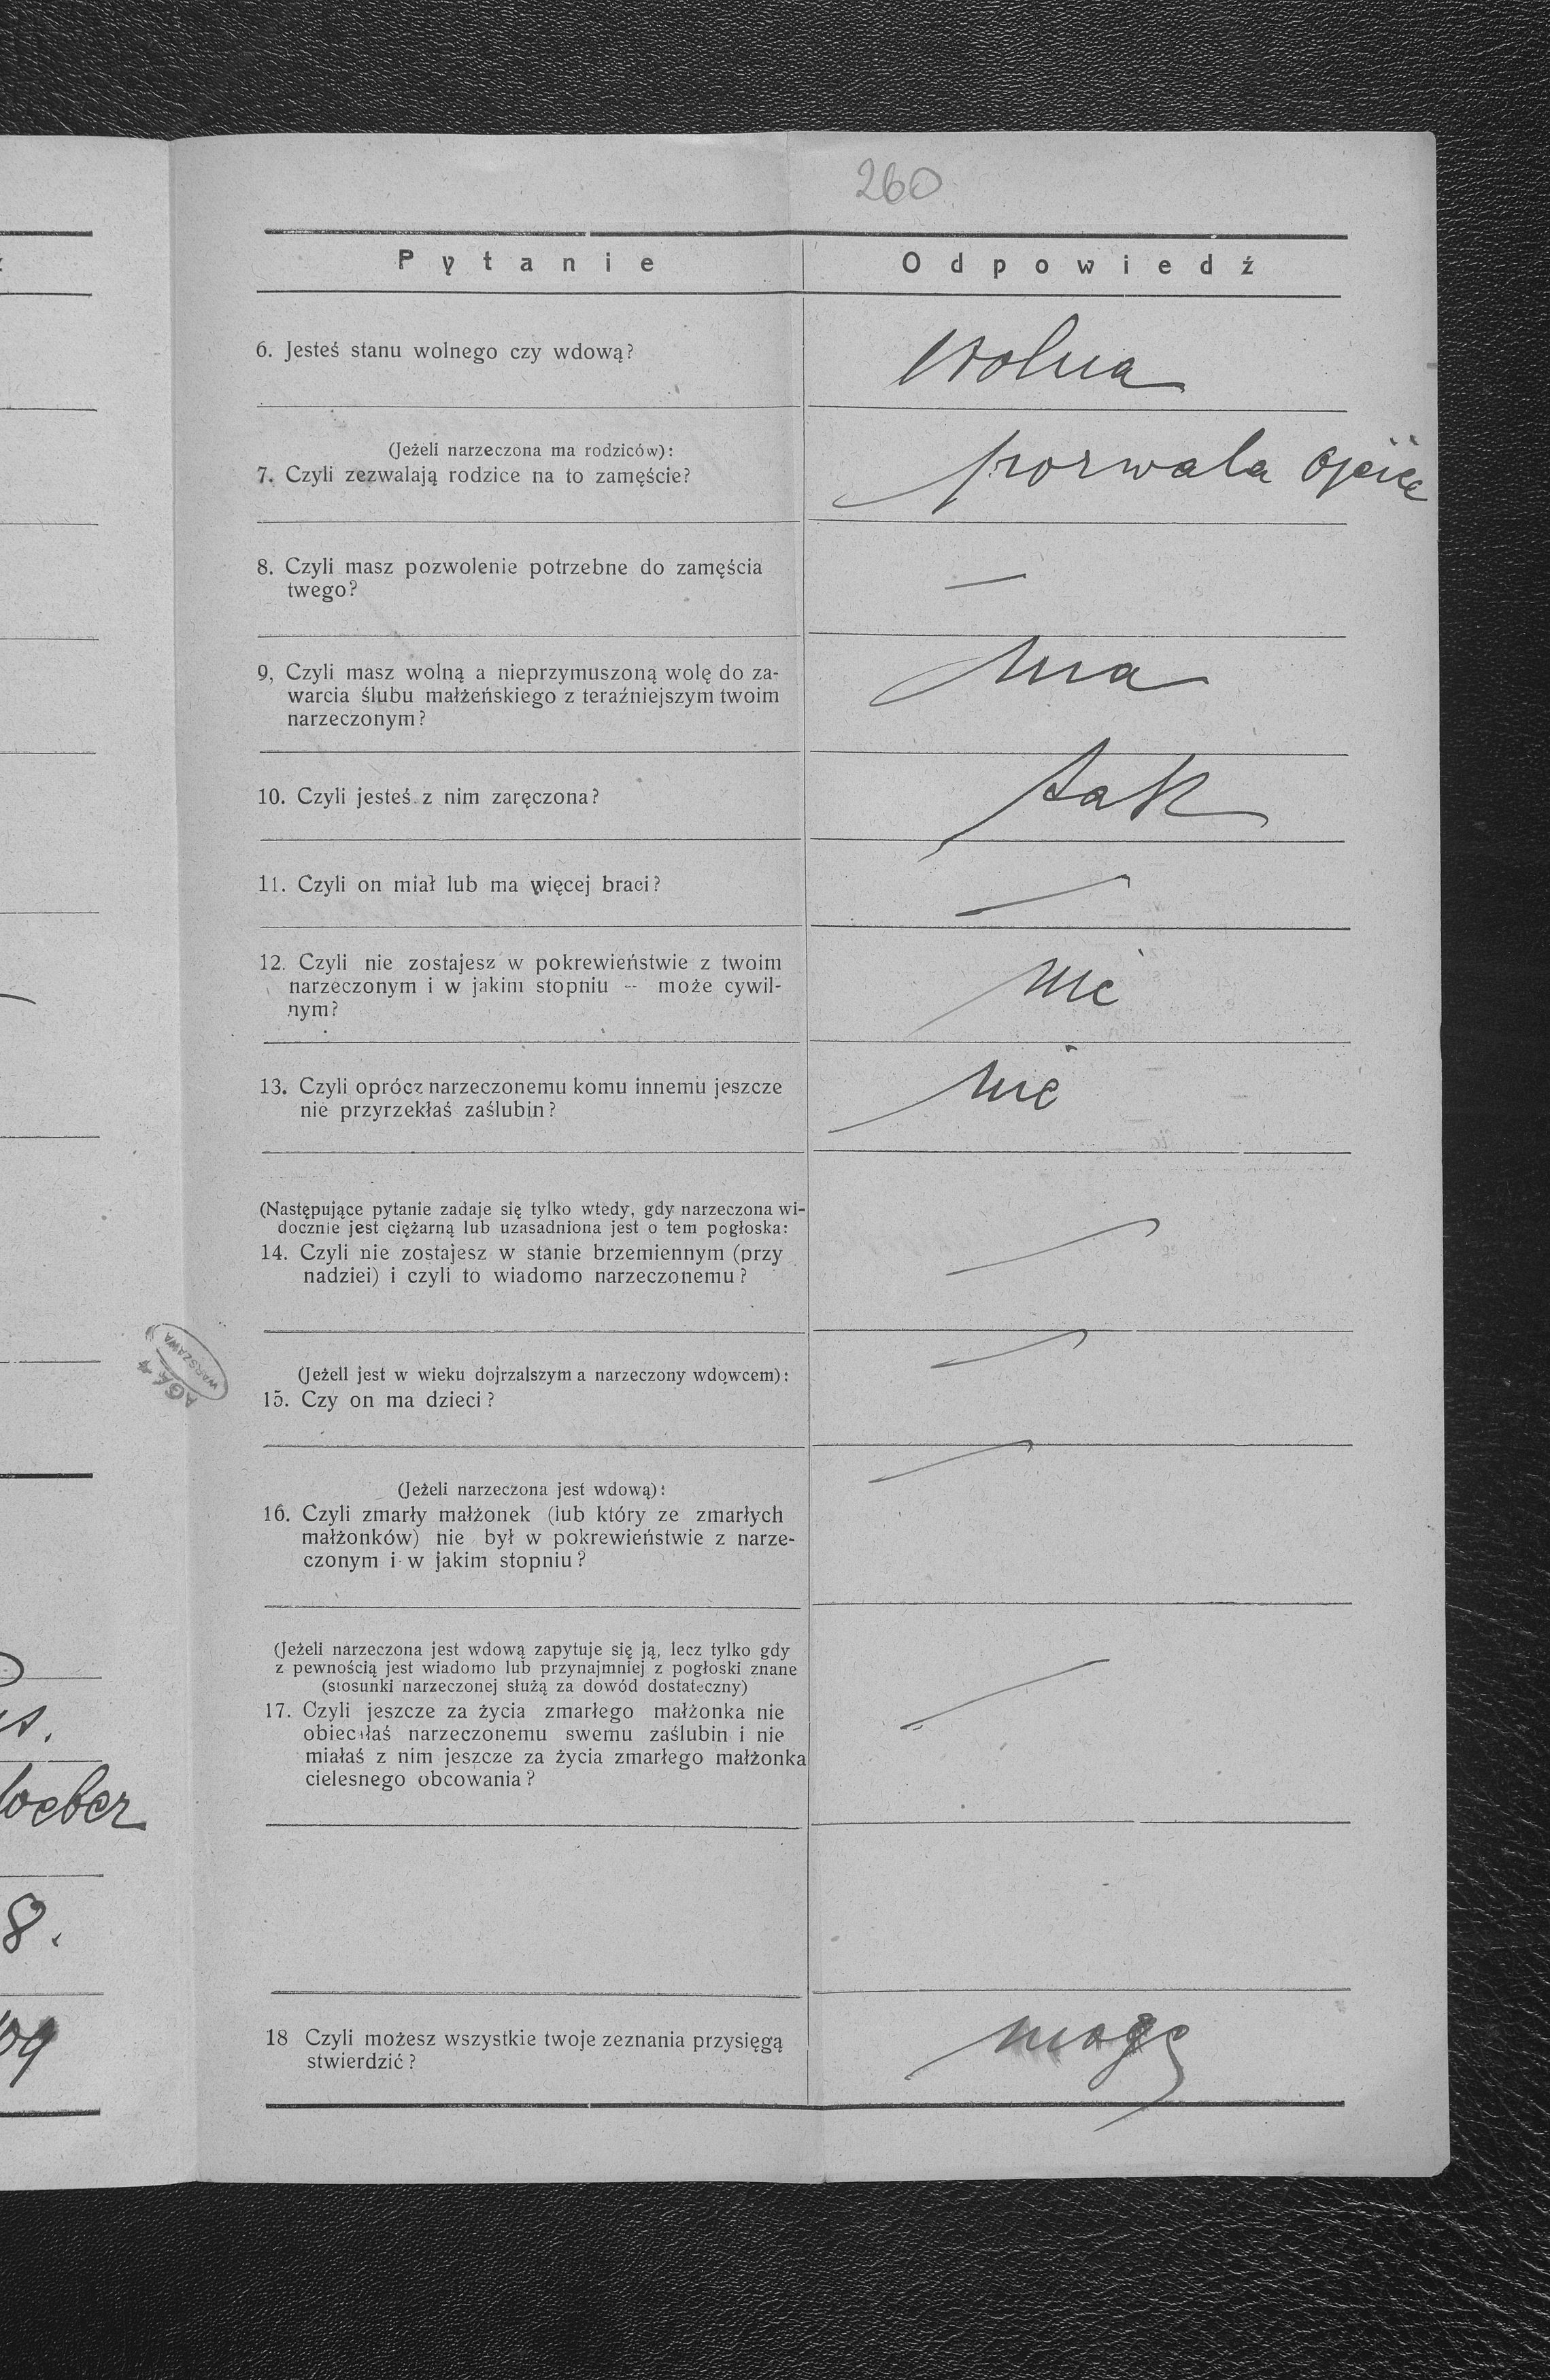 260
Pytanie Odpowiedź
6. Jesteś stanu wolnego czy wdową? wolna
(Jeżeli narzeczona ma rodziców):
7. Czyli zezwalają rodzice na to zamęście? pozwala ojciec
8. Czyli masz pozwolenie potrzebne do zamęścia
twego? —
9, Czyli masz wolną a nieprzymuszoną wolę do za-
warcia ślubu małżeńskiego z teraźniejszym twoim
narzeczonym? ma
10. Czyli jesteś z nim zaręczona? tak
11. Czyli on miał lub ma więcej braci? —
12. Czyli nie zostajesz w pokrewieństwie z twoim
narzeczonym i w jakim stopniu -- może cywil-
nym? nie
13. Czyli oprócz narzeczonemu komu innemu jeszcze
nie przyrzekłaś zaślubin? nie
(Następujące pytanie zadaje się tylko wtedy, gdy narzeczona wi-
docznie jest ciężarną lub uzasadniona jest o tem pogłoska:
14. Czyli nie zostajesz w stanie brzemiennym (przy
nadziei) i czyli to wiadomo narzeczonemu? —
(Jeżell jest w wieku dojrzalszym a narzeczony wdowcem):
15. Czy on ma dzieci? —
(Jeżeli narzeczona jest wdową):
16. Czyli zmarły małżonek (lub który ze zmarłych
małżonków) nie był w pokrewieństwie z narze-
czonym i w jakim stopniu? —
(Jeżeli narzeczona jest wdową zapytuje się ją, lecz tylko gdy
z pewnością jest wiadomo lub przynajmniej z pogłoski znane
(stosunki narzeczonej służą za dowód dostateczny)
17. Czyli jeszcze za życia zmarłego małżonka nie
obiecałaś narzeczonemu swemu zaślubin i nie
miałaś z nim jeszcze za życia zmarłego małżonka
cielesnego obcowania? —
18 Czyli możesz wszystkie twoje zeznania przysięgą
stwierdzić? mogę
AGAD
WARSZAWA
8.